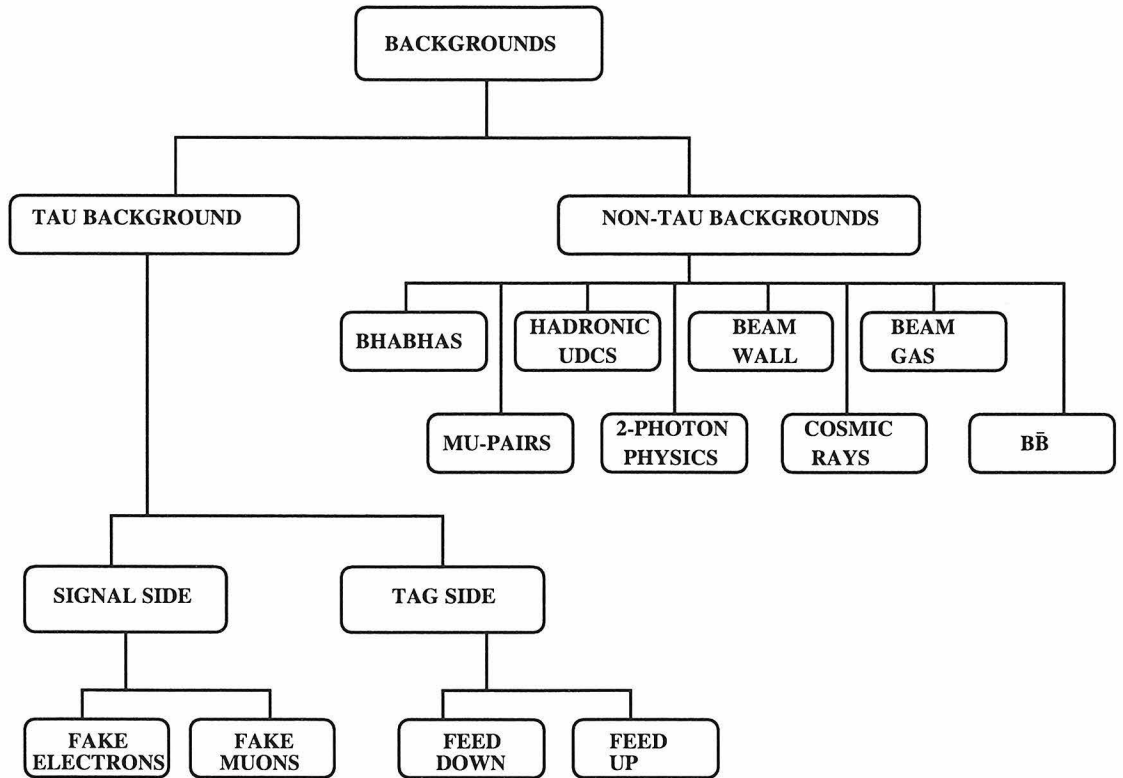 BACKGROUNDS
TAU BACKGROUND
NON-TAU BACKGROUNDS
BHABHAS
HADRONIC
UDCS
BEAM
WALL
BEAM
GAS
MU-PAIRS
2-PHOTON
PHYSICS
COSMIC
RAYS
BB̄
SIGNAL SIDE
TAG SIDE
FAKE
ELECTRONS
FAKE
MUONS
FEED
DOWN
FEED
UP